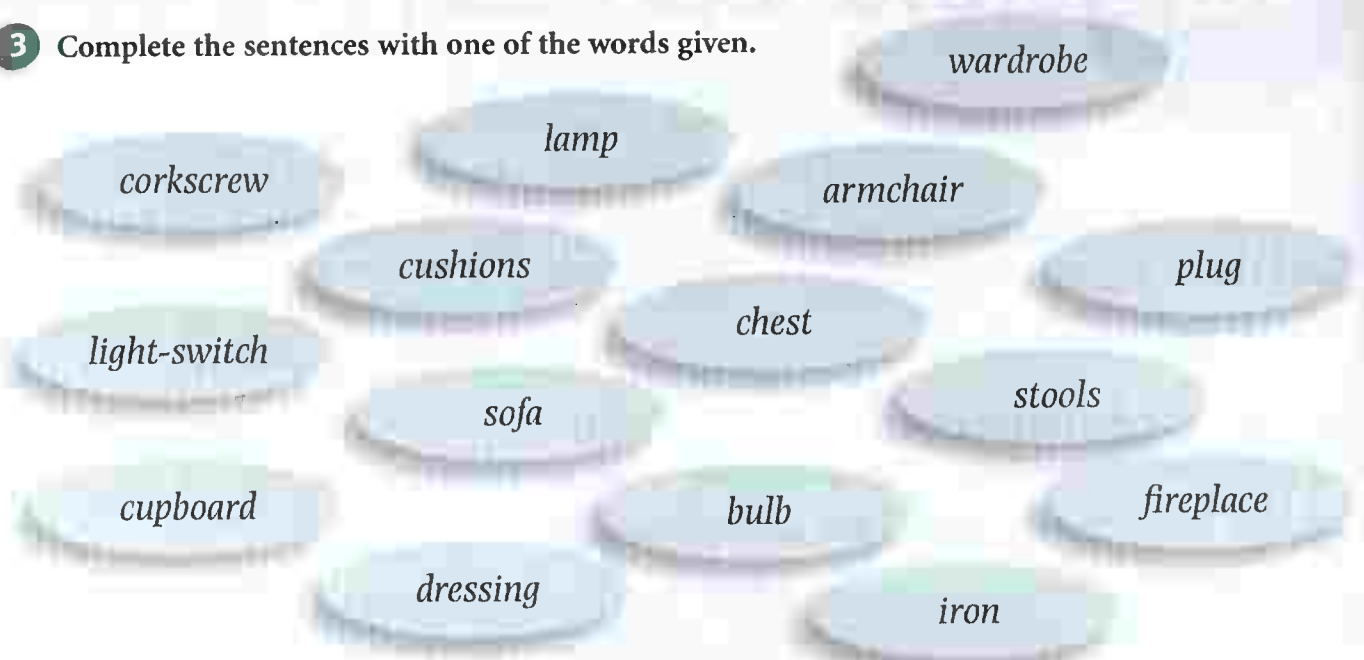 3 Complete the sentences with one of the words given.
wardrobe
lamp
corkscrew
armchair
cushions
plug
chest
light-switch
stools
sofa
cupboard
bulb
fireplace
dressing
iron